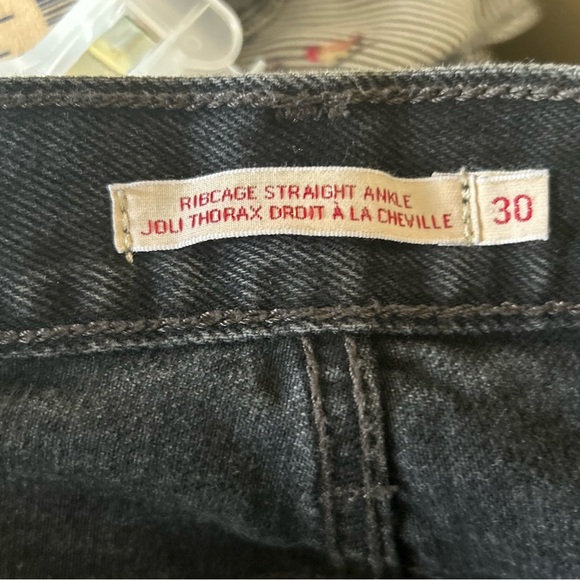 RIBCAGE STRAIGHT ANKLE
JOLI THORAX DROIT À LA CHEVILLE
30